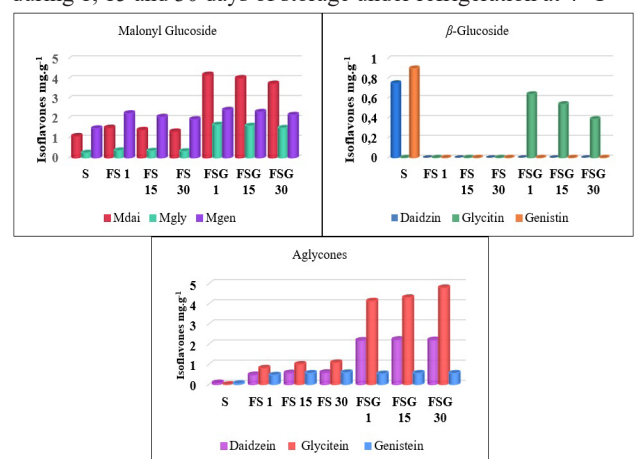 during 1, 15 and 30 days of storage under refrigeration at 4 °C
Malonyl Glucoside
Isoflavones mg.g-1
5
4
3
2
1
0
S FS 1 FS 15 FS 30 FSG 1 FSG 15 FSG 30
Mdai Mgly Mgen
β-Glucoside
Isoflavones mg.g-1
1
0,8
0,6
0,4
0,2
0
S FS 1 FS 15 FS 30 FSG 1 FSG 15 FSG 30
Daidzin Glycitin Genistin
Aglycones
Isoflavones mg.g-1
5
4
3
2
1
0
S FS 1 FS 15 FS 30 FSG 1 FSG 15 FSG 30
Daidzein Glycitein Genistein